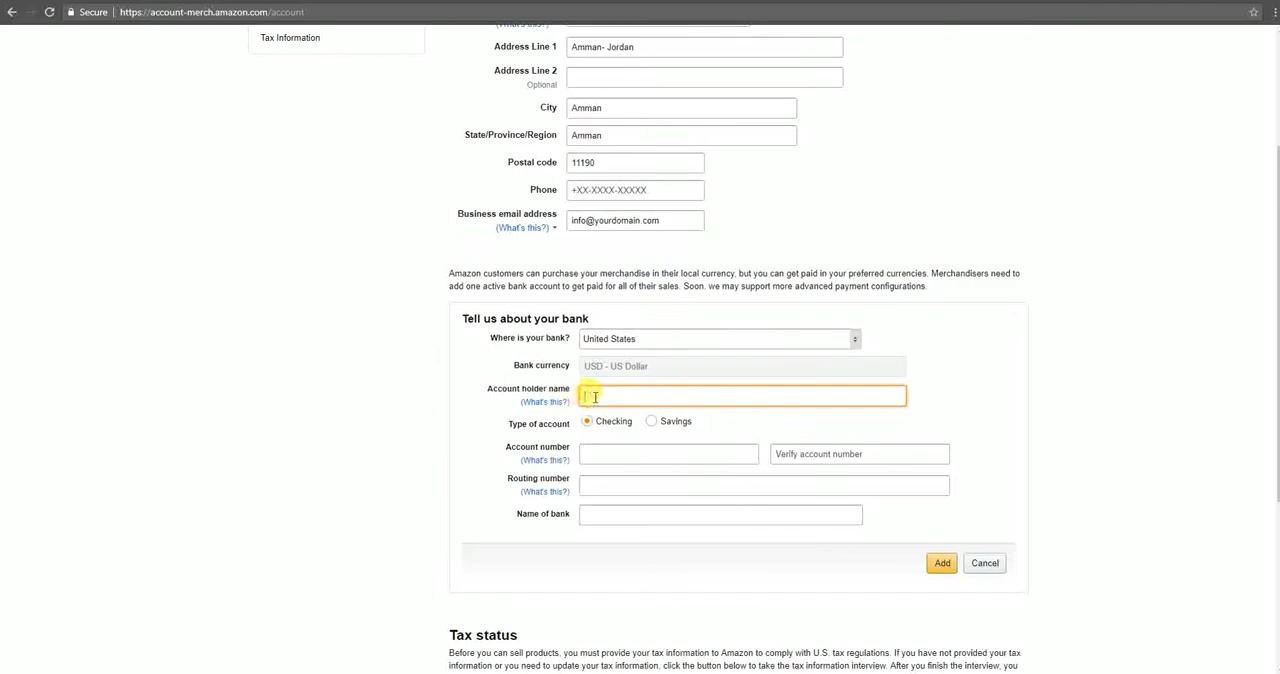 Secure https://account-merch.amazon.com/account
Tax Information
(What's this?)
Address Line 1 Amman- Jordan
Address Line 2
Optional
City Amman
State/Province/Region Amman
Postal code 11190
Phone +XX-XXXX-XXXXX
Business email address info@yourdomain.com
(What's this?)
Amazon customers can purchase your merchandise in their local currency, but you can get paid in your preferred currencies. Merchandisers need to
add one active bank account to get paid for all of their sales. Soon, we may support more advanced payment configurations.
Tell us about your bank
Where is your bank? United States
Bank currency USD - US Dollar
Account holder name
(What's this?)
Type of account Checking Savings
Account number Verify account number
(What's this?)
Routing number
(What's this?)
Name of bank
Add Cancel
Tax status
Before you can sell products, you must provide your tax information to Amazon to comply with U.S. tax regulations. If you have not provided your tax
information or you need to update your tax information, click the button below to take the tax information interview. After you finish the interview, you